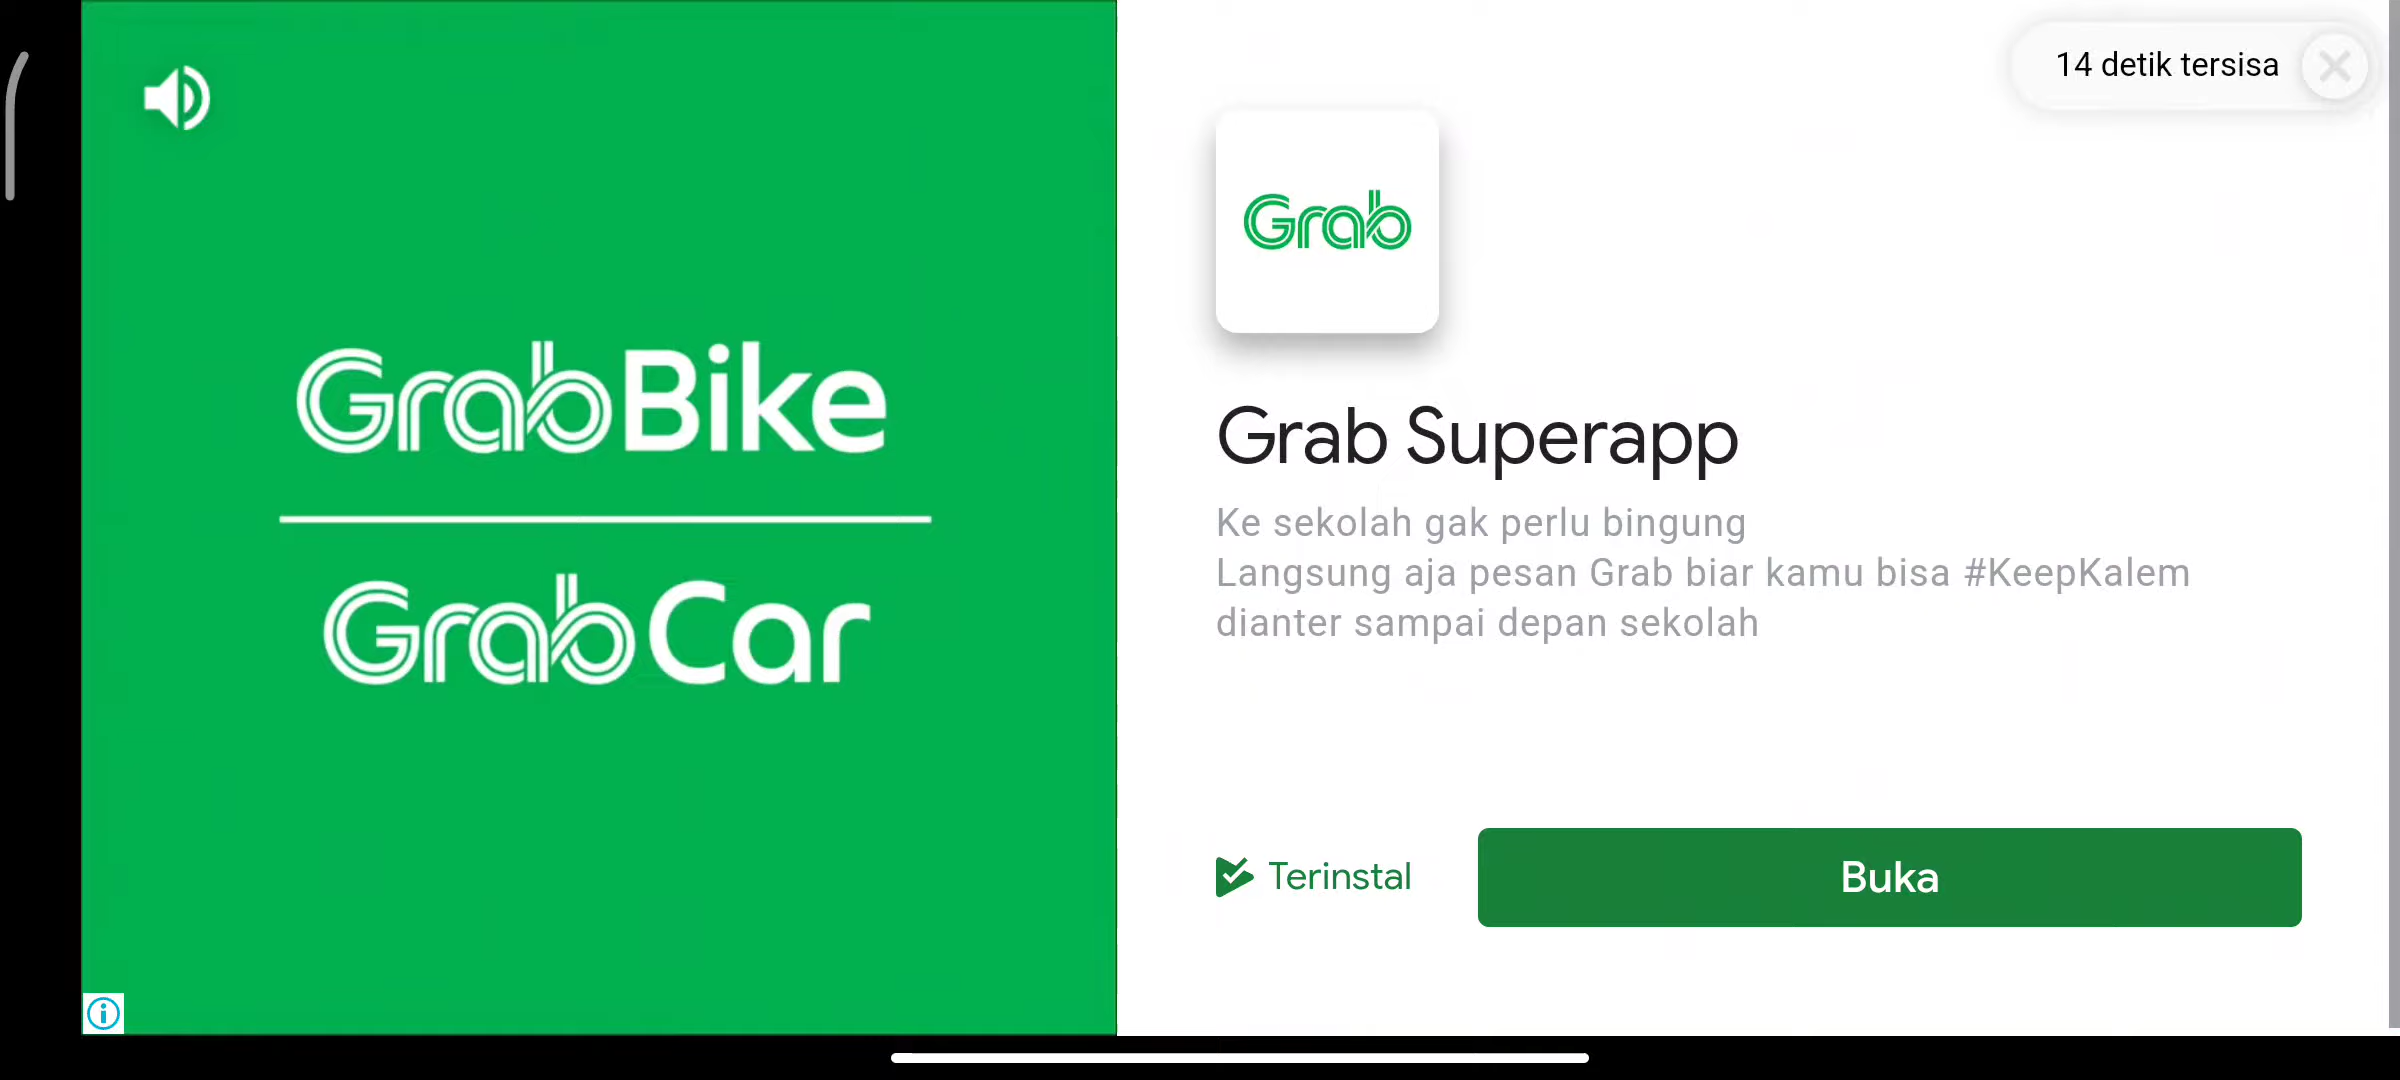 GrabBike
GrabCar
14 detik tersisa
Grab
Grab Superapp
Ke sekolah gak perlu bingung
Langsung aja pesan Grab biar kamu bisa #KeepKalem
dianter sampai depan sekolah
Terinstal
Buka